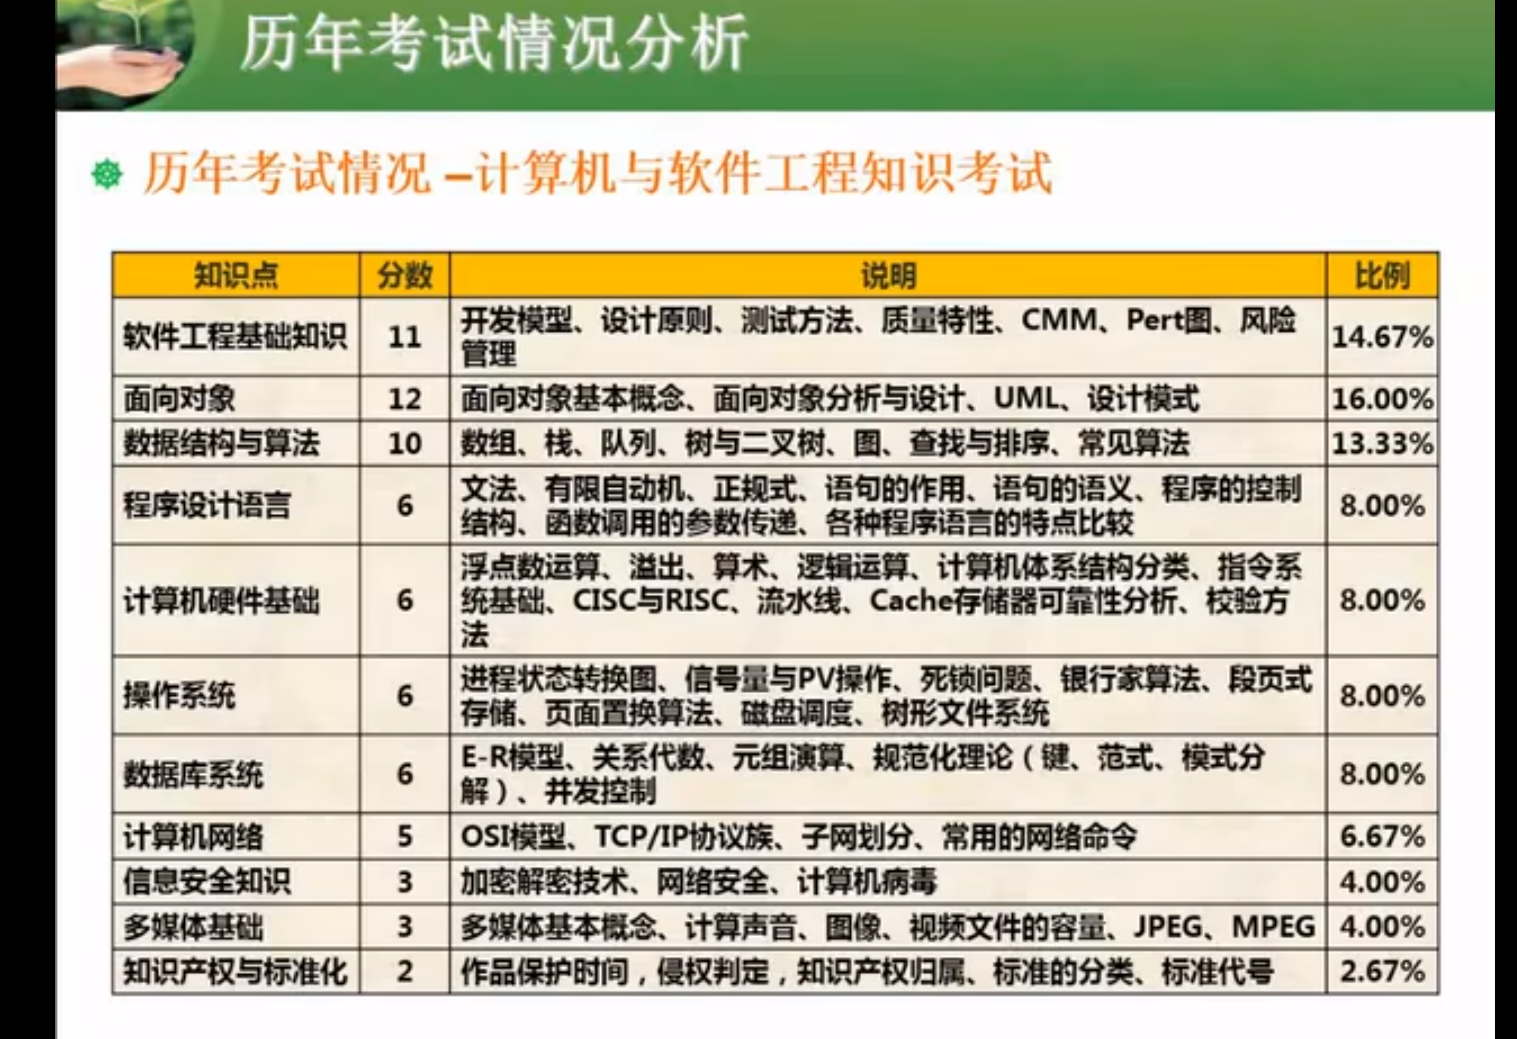 历年考试情况分析
历年考试情况 –计算机与软件工程知识考试
知识点 分数 说明 比例
软件工程基础知识 11 开发模型、设计原则、测试方法、质量特性、CMM、Pert图、风险
管理 14.67%
面向对象 12 面向对象基本概念、面向对象分析与设计、UML、设计模式 16.00%
数据结构与算法 10 数组、栈、队列、树与二叉树、图、查找与排序、常见算法 13.33%
程序设计语言 6 文法、有限自动机、正规式、语句的作用、语句的语义、程序的控制
结构、函数调用的参数传递、各种程序语言的特点比较 8.00%
计算机硬件基础 6 浮点数运算、溢出、算术、逻辑运算、计算机体系结构分类、指令系
统基础、CISC与RISC、流水线、Cache存储器可靠性分析、校验方
法 8.00%
操作系统 6 进程状态转换图、信号量与PV操作、死锁问题、银行家算法、段页式
存储、页面置换算法、磁盘调度、树形文件系统 8.00%
数据库系统 6 E-R模型、关系代数、元组演算、规范化理论（键、范式、模式分
解）、并发控制 8.00%
计算机网络 5 OSI模型、TCP/IP协议族、子网划分、常用的网络命令 6.67%
信息安全知识 3 加密解密技术、网络安全、计算机病毒 4.00%
多媒体基础 3 多媒体基本概念、计算声音、图像、视频文件的容量、JPEG、MPEG 4.00%
知识产权与标准化 2 作品保护时间，侵权判定，知识产权归属、标准的分类、标准代号 2.67%